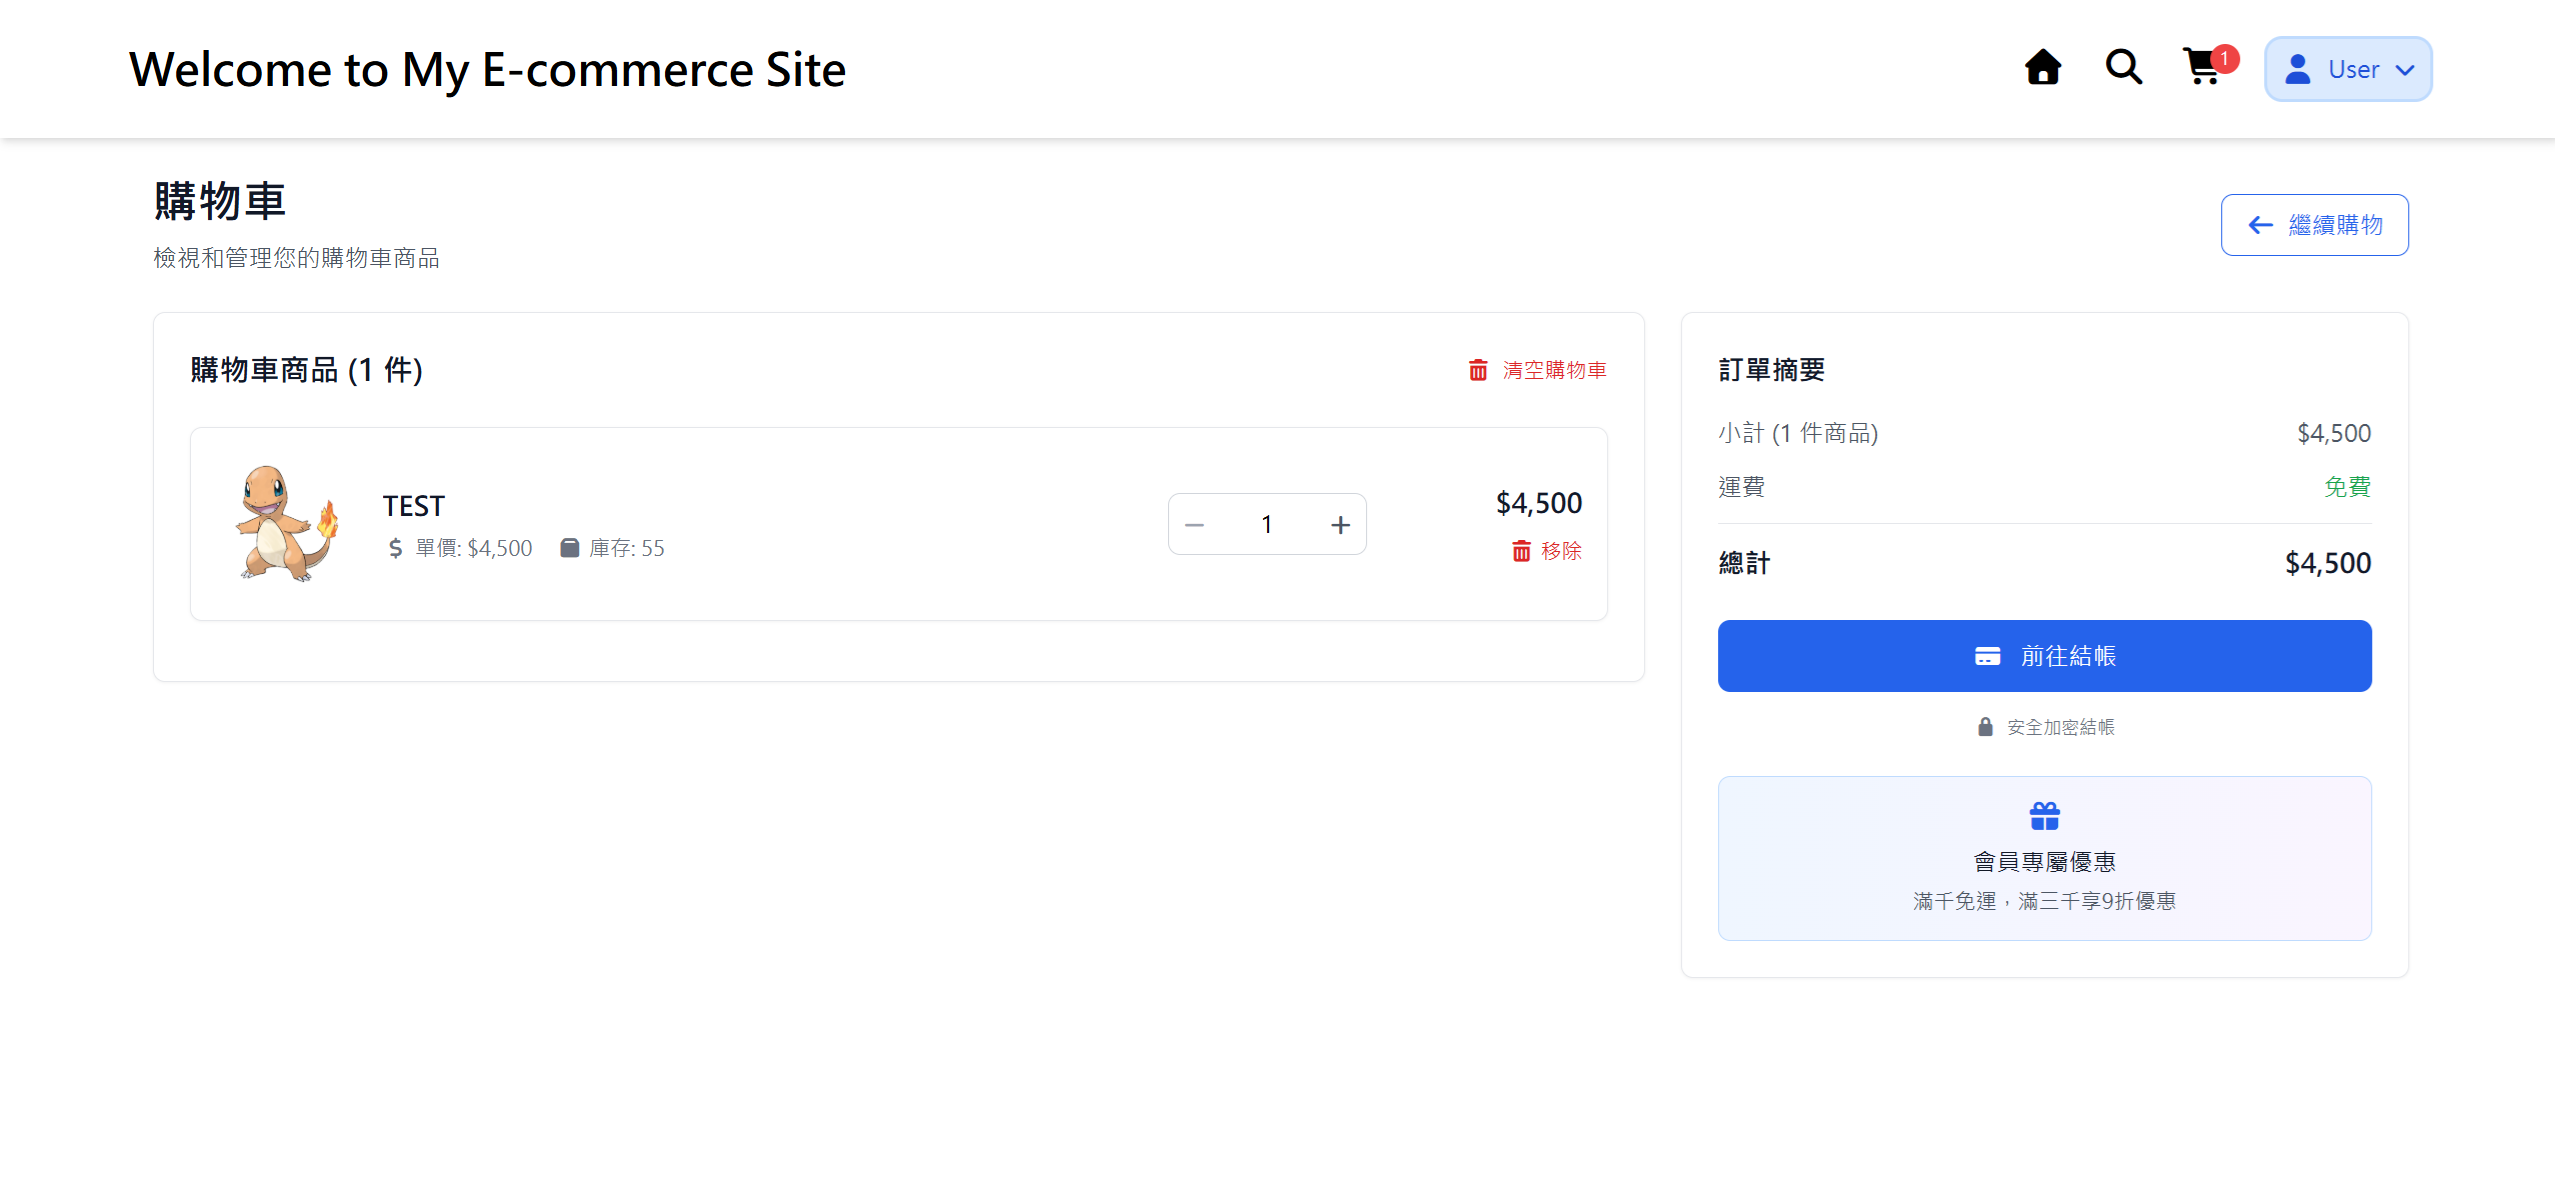 Welcome to My E-commerce Site
1
User
購物車
檢視和管理您的購物車商品
繼續購物
購物車商品 (1 件)
清空購物車
TEST
單價: $4,500
庫存: 55
1
$4,500
移除
訂單摘要
小計 (1 件商品)
$4,500
運費
免費
總計
$4,500
前往結帳
安全加密結帳
會員專屬優惠
滿千免運，滿三千享9折優惠